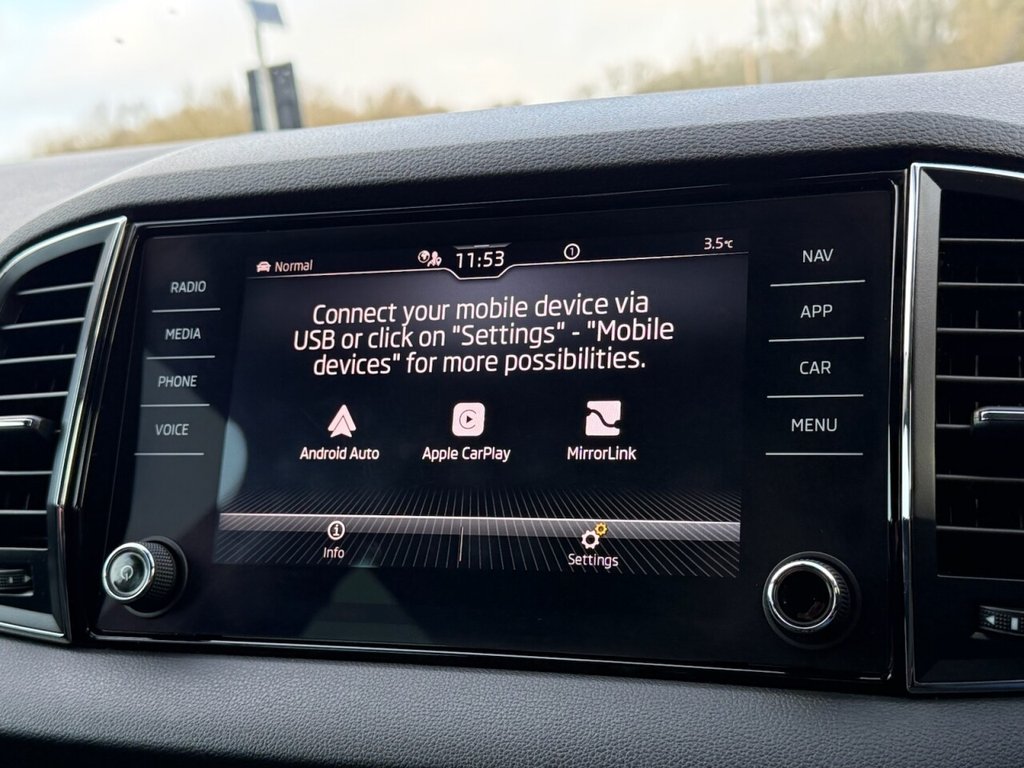 Normal
11:53
3.5°c
RADIO
MEDIA
PHONE
VOICE
Connect your mobile device via
USB or click on "Settings" - "Mobile
devices" for more possibilities.
Android Auto
Apple CarPlay
MirrorLink
Info
Settings
NAV
APP
CAR
MENU